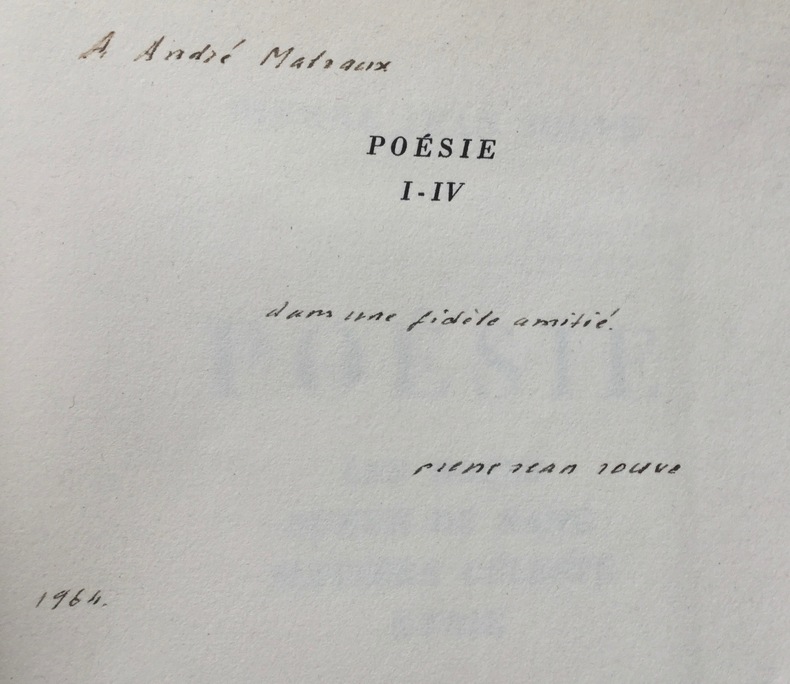 A André Malraux
POÉSIE
I-IV
dans une fidèle amitié.
pierre jean jouve
1964.